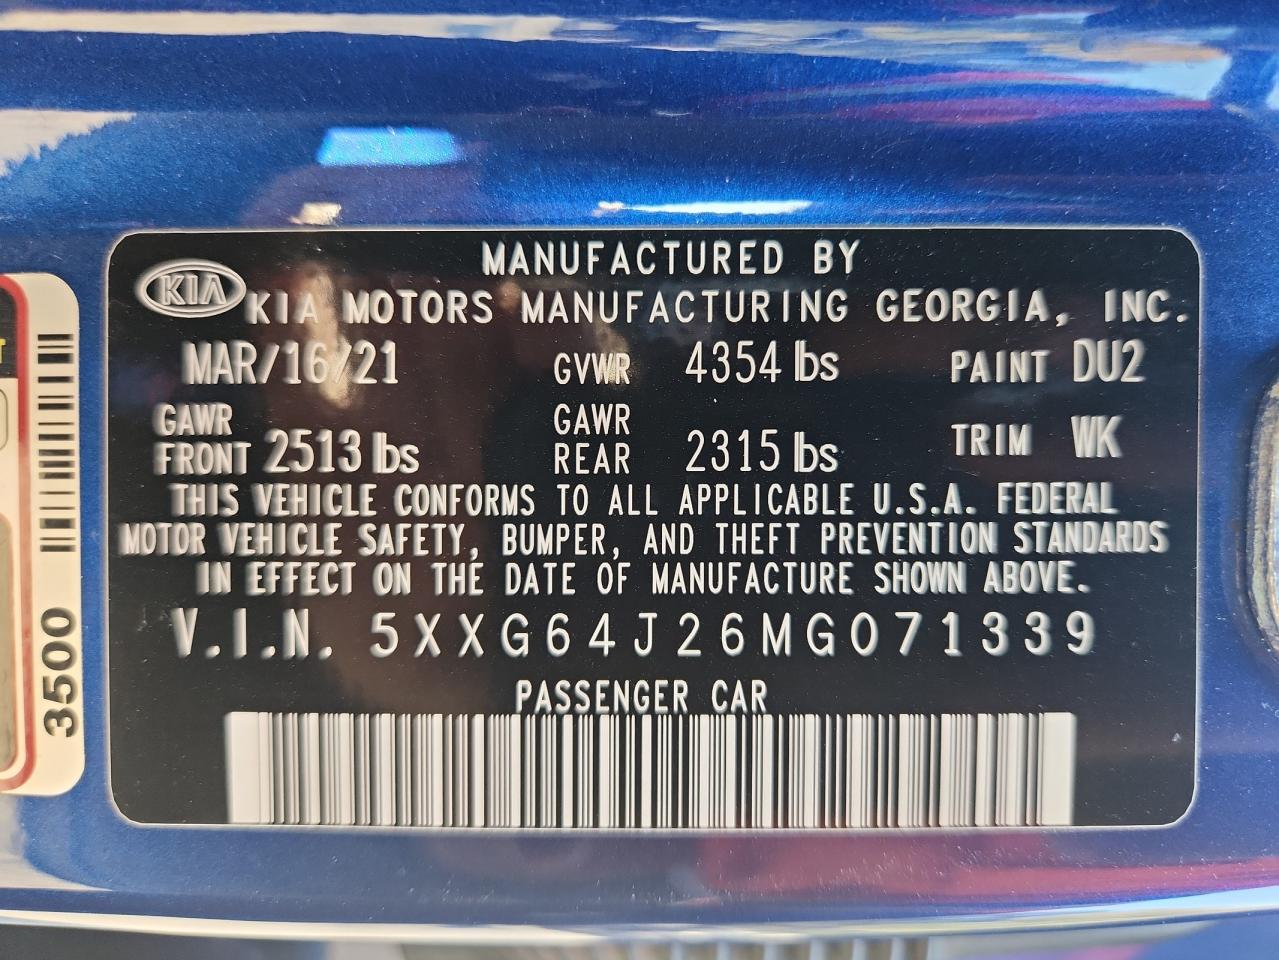 MANUFACTURED BY
KIA KIA MOTORS MANUFACTURING GEORGIA, INC.
MAR/16/21 GVWR 4354 lbs PAINT DU2
GAWR FRONT 2513 lbs GAWR REAR 2315 lbs TRIM WK
THIS VEHICLE CONFORMS TO ALL APPLICABLE U.S.A. FEDERAL
MOTOR VEHICLE SAFETY, BUMPER, AND THEFT PREVENTION STANDARDS
IN EFFECT ON THE DATE OF MANUFACTURE SHOWN ABOVE.
V.I.N. 5XXG64J26MG071339
PASSENGER CAR
3500